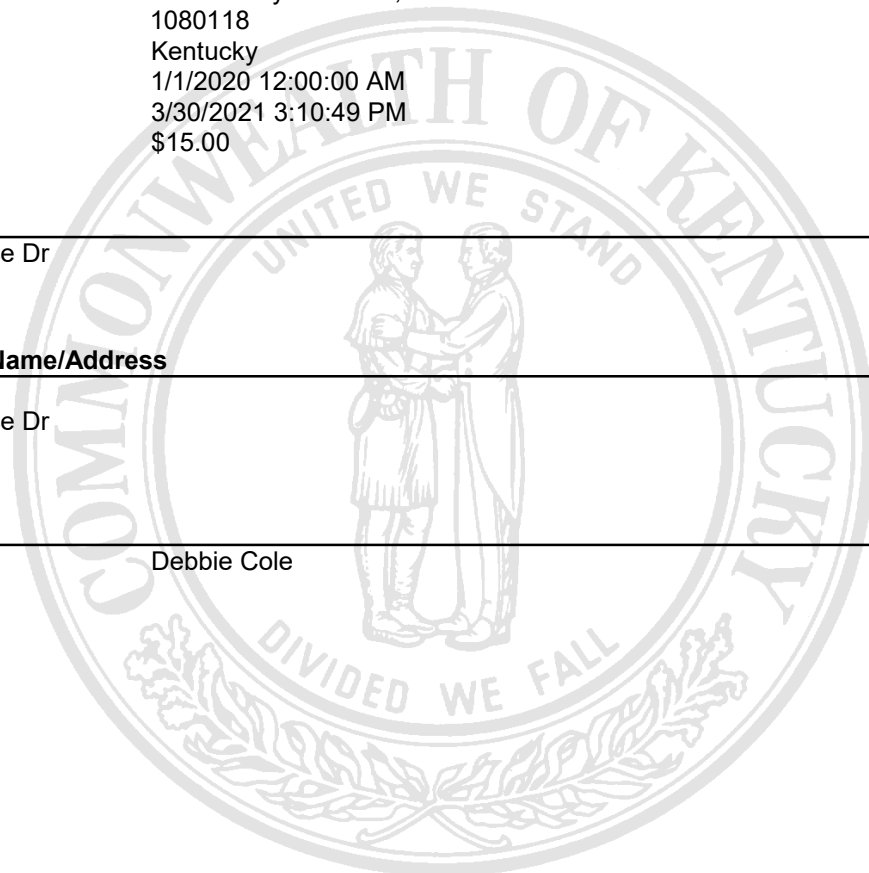 1080118
Kentucky
1/1/2020 12:00:00 AM
3/30/2021 3:10:49 PM
$15.00
COMMONWEALTH OF KENTUCKY
UNITED WE STAND
e Dr
Name/Address
e Dr
Debbie Cole
DIVIDED WE FALL